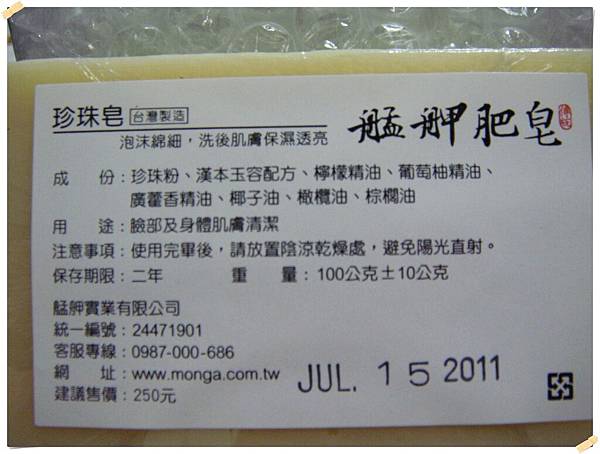 珍珠皂 台灣製造
艋舺肥皂
泡沫綿細，洗後肌膚保濕透亮
成　份：珍珠粉、漢本玉容配方、檸檬精油、葡萄柚精油、
廣藿香精油、椰子油、橄欖油、棕櫚油
用　途：臉部及身體肌膚清潔
注意事項：使用完畢後，請放置陰涼乾燥處，避免陽光直射。
保存期限：二年　　重　量：100公克±10公克
艋舺實業有限公司
統一編號：24471901
客服專線：0987-000-686
網　址：www.monga.com.tw
建議售價：250元
JUL. 15 2011